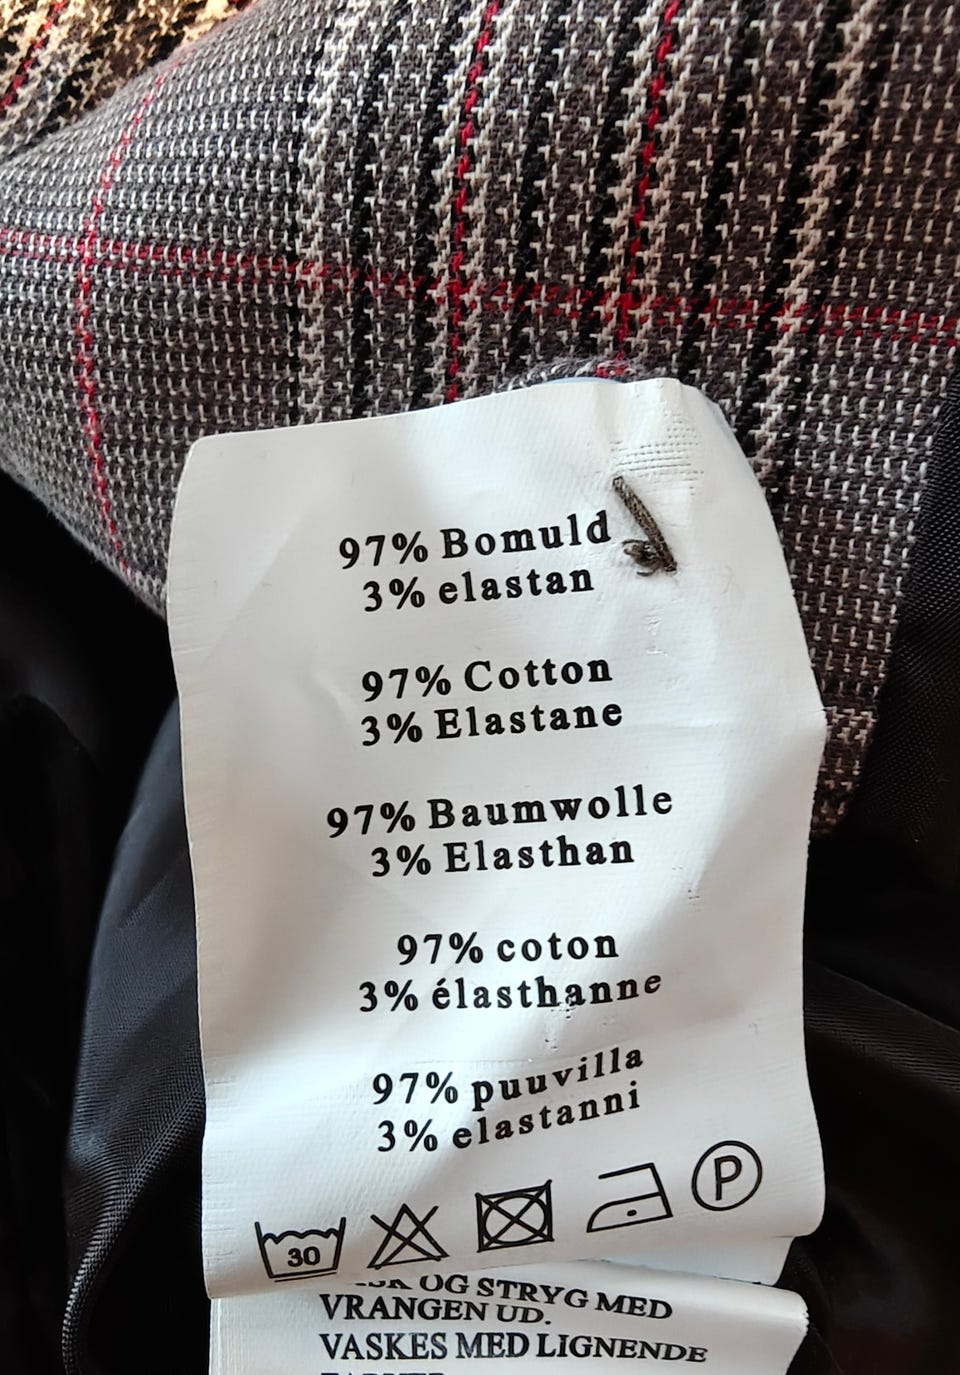 97% Bomuld
3% elastan
97% Cotton
3% Elastane
97% Baumwolle
3% Elasthan
97% coton
3% élasthanne
97% puuvilla
3% elastanni
30
P
OG STRYG MED
VRANGEN UD.
VASKES MED LIGNENDE